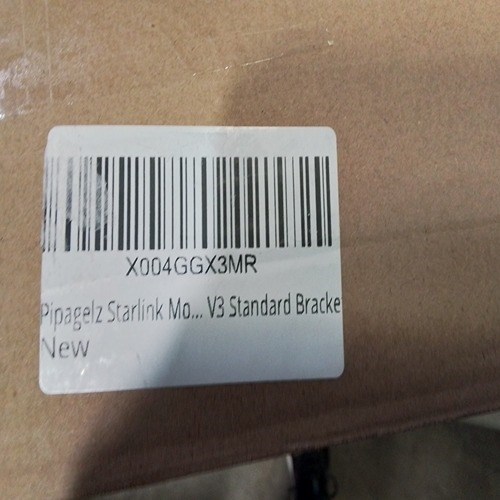 X004GGX3MR
Pipagelz Starlink Mo... V3 Standard Bracke
New